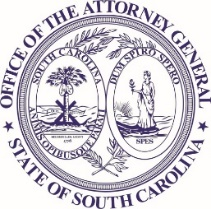 OFFICE OF THE ATTORNEY GENERAL
STATE OF SOUTH CAROLINA
SOUTH CAROLINA
ANIMIS OPIBUSQUE PARATI
DUM SPIRO SPERO
SPES